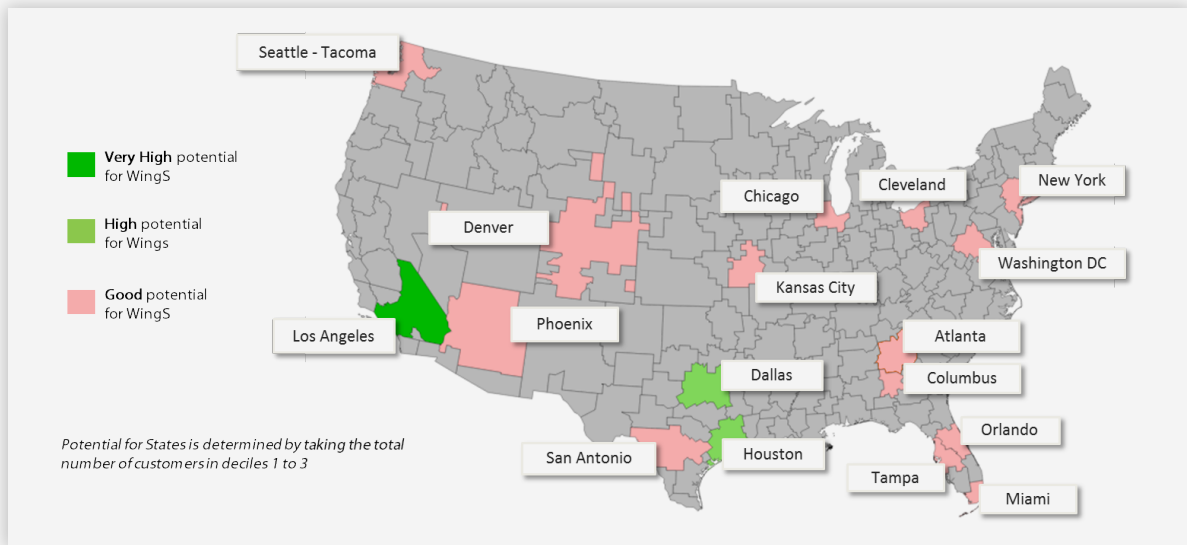 Seattle - Tacoma
Very High potential
for WingS
High potential
for Wings
Good potential
for WingS
Denver
Chicago
Cleveland
New York
Washington DC
Kansas City
Los Angeles
Phoenix
Atlanta
Dallas
Columbus
Orlando
San Antonio
Houston
Tampa
Miami
Potential for States is determined by taking the total
number of customers in deciles 1 to 3